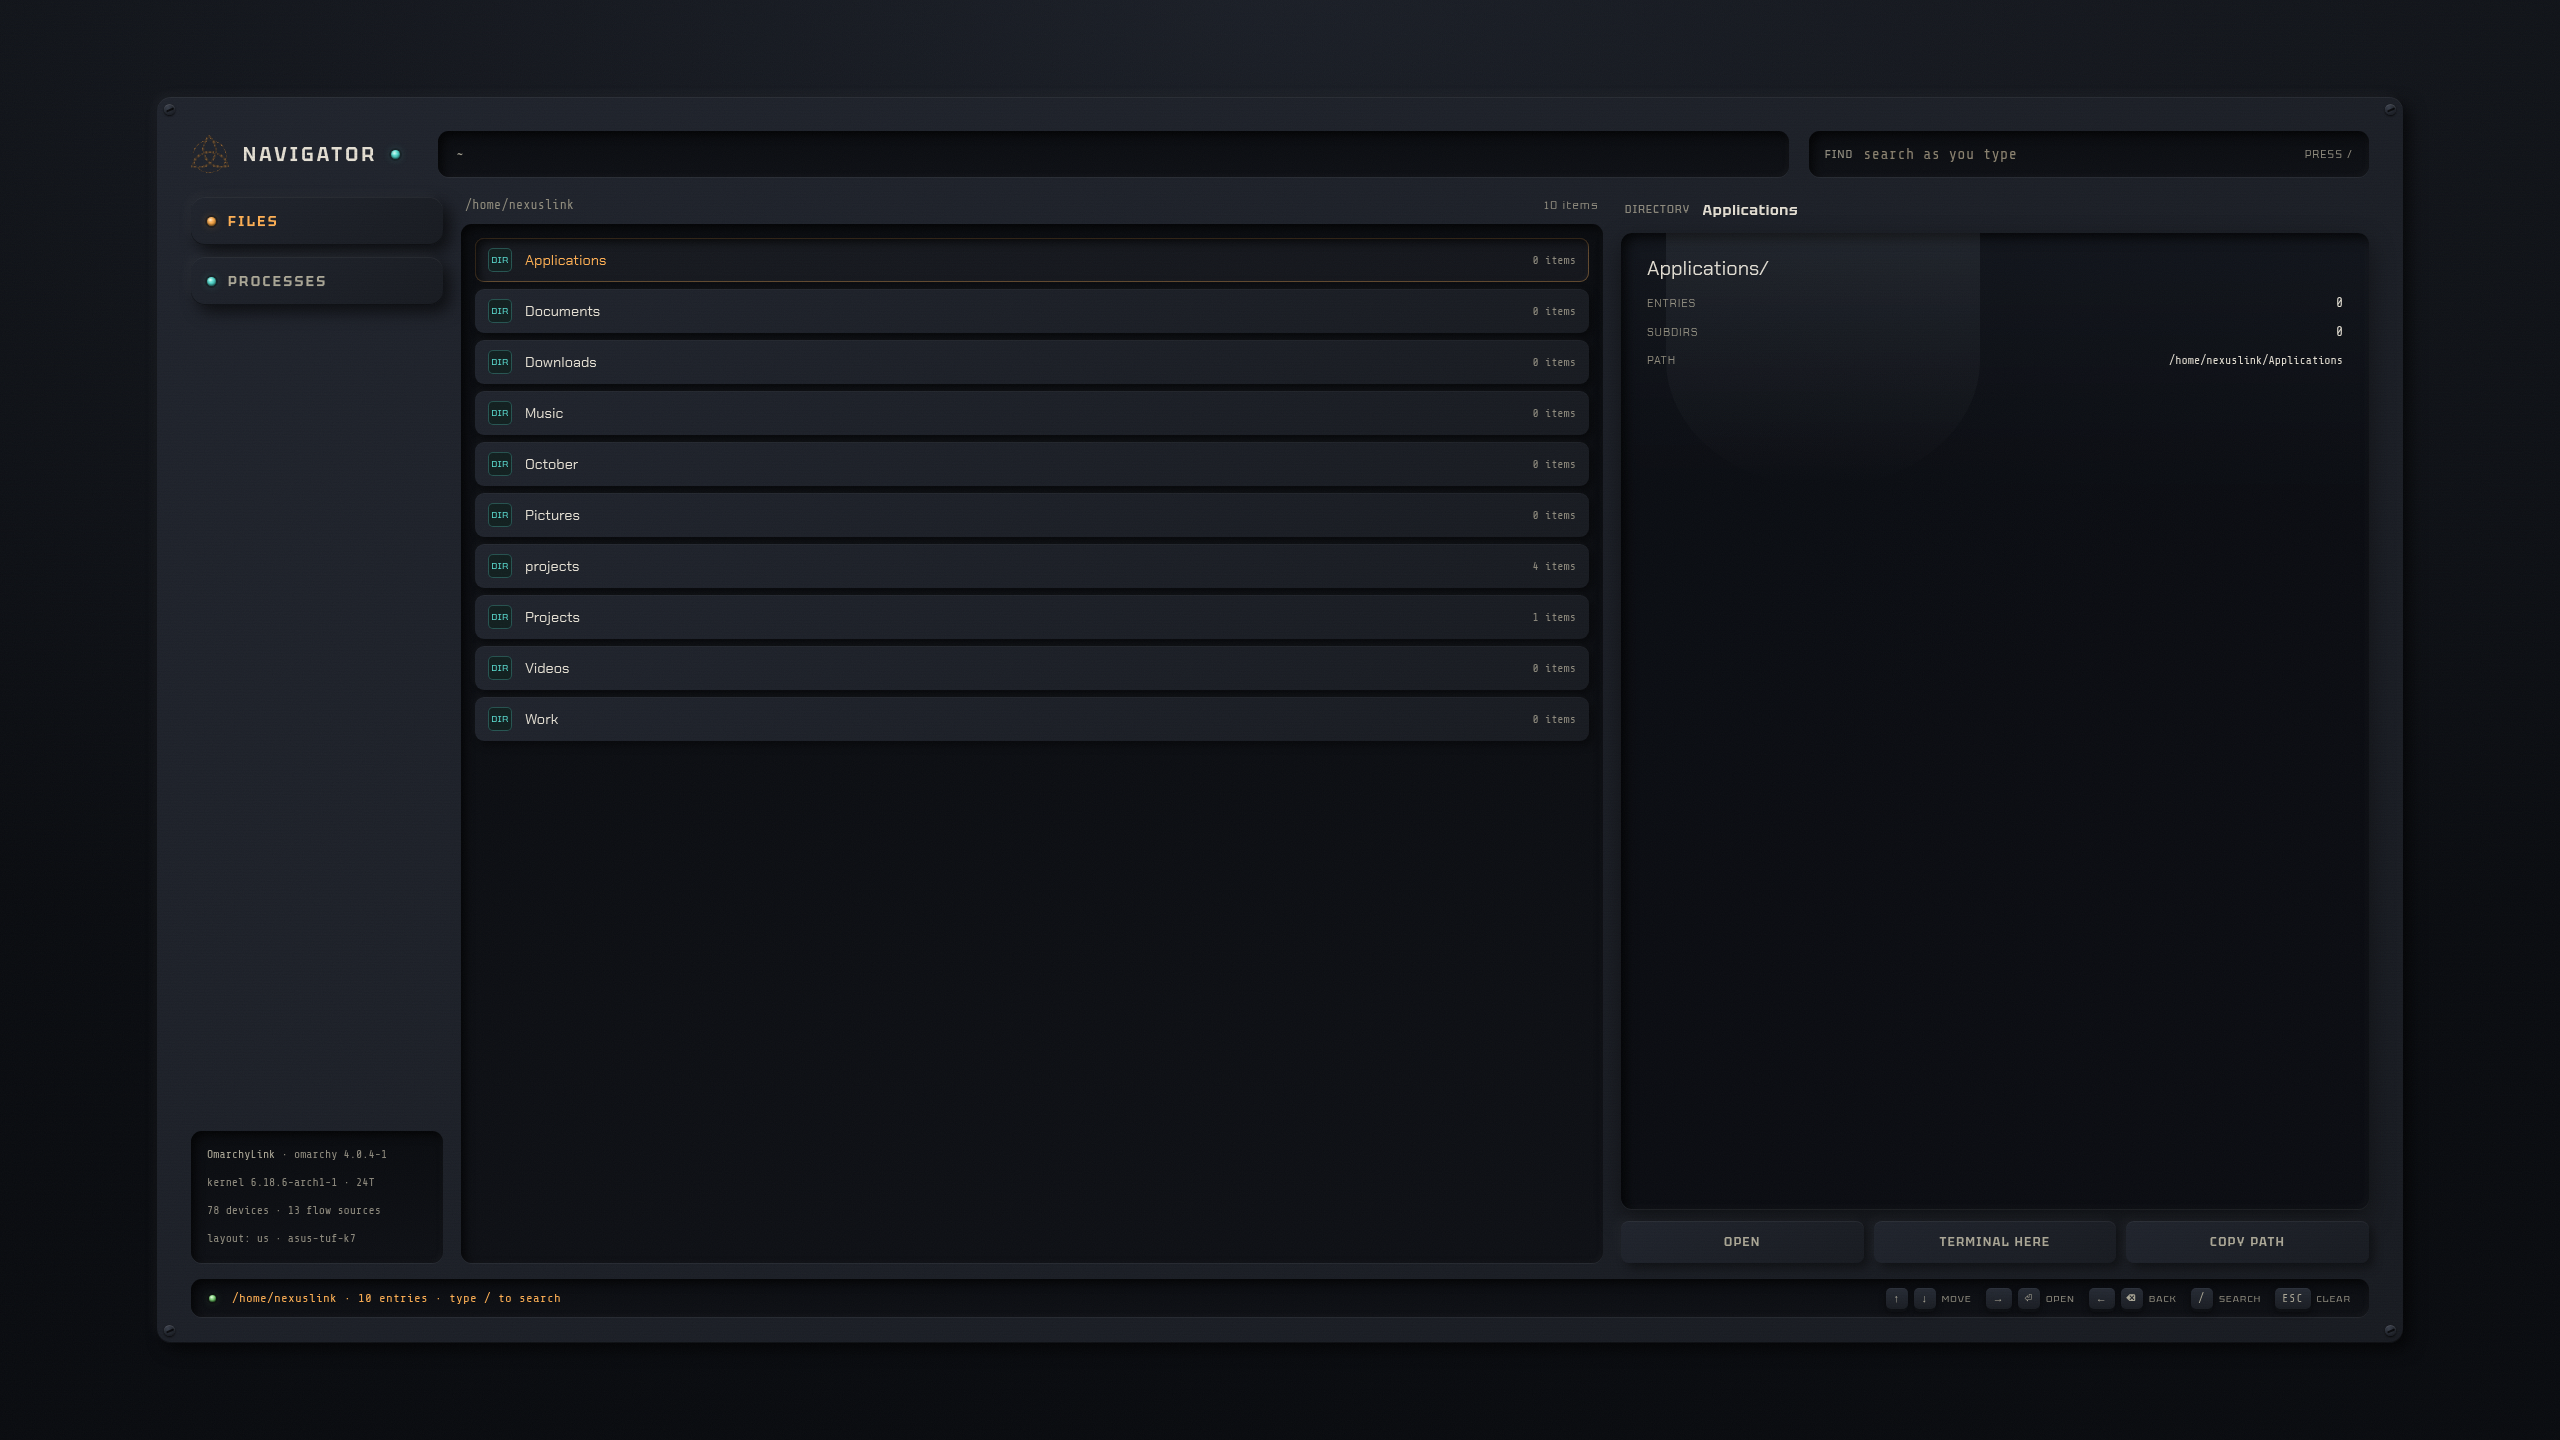 NAVIGATOR
~
FIND search as you type PRESS /
FILES
PROCESSES
/home/nexuslink 10 items
DIR Applications 0 items
DIR Documents 0 items
DIR Downloads 0 items
DIR Music 0 items
DIR October 0 items
DIR Pictures 0 items
DIR projects 4 items
DIR Projects 1 items
DIR Videos 0 items
DIR Work 0 items
DIRECTORY Applications
Applications/
ENTRIES 0
SUBDIRS 0
PATH /home/nexuslink/Applications
OPEN TERMINAL HERE COPY PATH
OmarchyLink · omarchy 4.0.4-1
kernel 6.18.6-arch1-1 · 24T
78 devices · 13 flow sources
layout: us · asus-tuf-k7
/home/nexuslink · 10 entries · type / to search
↑ ↓ MOVE → ⏎ OPEN ← ⌫ BACK / SEARCH ESC CLEAR